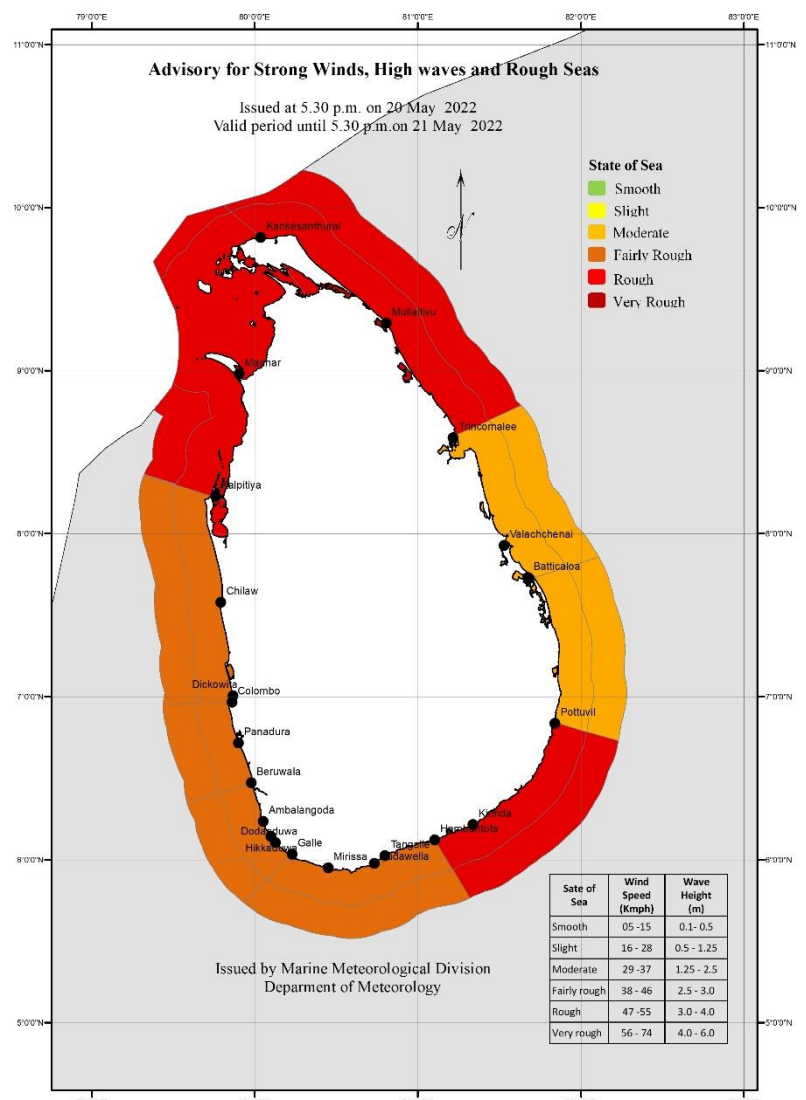 79°0'0"E 80°0'0"E 81°0'0"E 82°0'0"E 83°0'0"E
11°0'0"N 11°0'0"N
Advisory for Strong Winds, High waves and Rough Seas
Issued at 5.30 p.m. on 20 May 2022
Valid period until 5.30 p.m.on 21 May 2022
N
State of Sea
Smooth
Slight
Moderate
Fairly Rough
Rough
Very Rough
10°0'0"N 10°0'0"N
Kankesanthurai
Mullaitivu
9°0'0"N 9°0'0"N
Mannar
Trincomalee
Kalpitiya
8°0'0"N 8°0'0"N
Valachchenai
Batticaloa
Chilaw
7°0'0"N 7°0'0"N
Dickowita
Colombo
Pottuvil
Panadura
Beruwala
Ambalangoda
Kirinda
Dodanduwa
Hambantota
Hikkaduwa
Galle
Tangalle
Mirissa
6°0'0"N 6°0'0"N
Sate of Sea Wind Speed (Kmph) Wave Height (m)
Smooth 05 -15 0.1- 0.5
Slight 16 - 28 0.5 - 1.25
Moderate 29 -37 1.25 - 2.5
Fairly rough 38 - 46 2.5 - 3.0
Rough 47 -55 3.0 - 4.0
Very rough 56 - 74 4.0 - 6.0
Issued by Marine Meteorological Division
Deparment of Meteorology
5°0'0"N 5°0'0"N